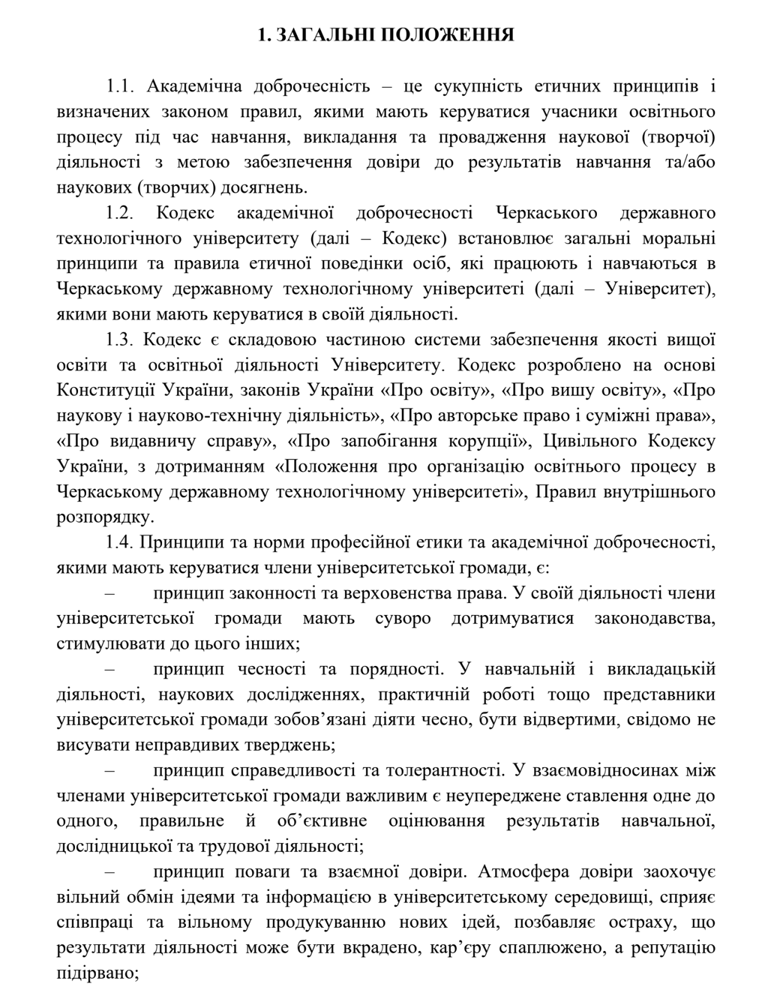 1. ЗАГАЛЬНІ ПОЛОЖЕННЯ
1.1. Академічна доброчесність – це сукупність етичних принципів і
визначених законом правил, якими мають керуватися учасники освітнього
процесу під час навчання, викладання та провадження наукової (творчої)
діяльності з метою забезпечення довіри до результатів навчання та/або
наукових (творчих) досягнень.
1.2. Кодекс академічної доброчесності Черкаського державного
технологічного університету (далі – Кодекс) встановлює загальні моральні
принципи та правила етичної поведінки осіб, які працюють і навчаються в
Черкаському державному технологічному університеті (далі – Університет),
якими вони мають керуватися в своїй діяльності.
1.3. Кодекс є складовою частиною системи забезпечення якості вищої
освіти та освітньої діяльності Університету. Кодекс розроблено на основі
Конституції України, законів України «Про освіту», «Про вишу освіту», «Про
наукову і науково-технічну діяльність», «Про авторське право і суміжні права»,
«Про видавничу справу», «Про запобігання корупції», Цивільного Кодексу
України, з дотриманням «Положення про організацію освітнього процесу в
Черкаському державному технологічному університеті», Правил внутрішнього
розпорядку.
1.4. Принципи та норми професійної етики та академічної доброчесності,
якими мають керуватися члени університетської громади, є:
– принцип законності та верховенства права. У своїй діяльності члени
університетської громади мають суворо дотримуватися законодавства,
стимулювати до цього інших;
– принцип чесності та порядності. У навчальній і викладацькій
діяльності, наукових дослідженнях, практичній роботі тощо представники
університетської громади зобов’язані діяти чесно, бути відвертими, свідомо не
висувати неправдивих тверджень;
– принцип справедливості та толерантності. У взаємовідносинах між
членами університетської громади важливим є неупереджене ставлення одне до
одного, правильне й об’єктивне оцінювання результатів навчальної,
дослідницької та трудової діяльності;
– принцип поваги та взаємної довіри. Атмосфера довіри заохочує
вільний обмін ідеями та інформацією в університетському середовищі, сприяє
співпраці та вільному продукуванню нових ідей, позбавляє остраху, що
результати діяльності може бути вкрадено, кар’єру спаплюжено, а репутацію
підірвано;